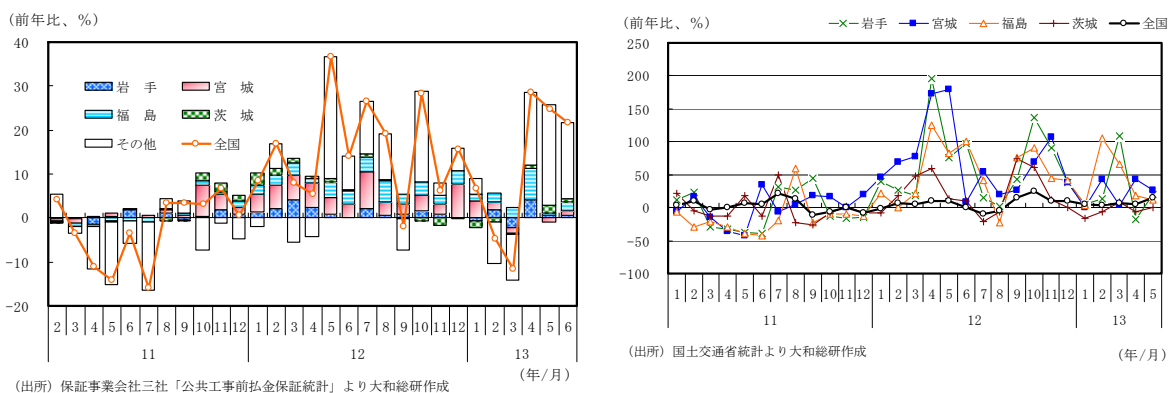 (前年比、%)
40
30
20
10
0
−10
−20
岩 手 宮 城
福 島 茨 城
その他 全国
2 3 4 5 6 7 8 9 10 11 12 1 2 3 4 5 6 7 8 9 10 11 12 1 2 3 4 5 6
11 12 13
(年/月)
(出所)保証事業会社三社「公共工事前払金保証統計」より大和総研作成
(前年比、%)
岩手 宮城 福島 茨城 全国
250
200
150
100
50
0
−50
−100
1 2 3 4 5 6 7 8 9 10 11 12 1 2 3 4 5 6 7 8 9 10 11 12 1 2 3 4 5
11 12 13
(出所)国土交通省統計より大和総研作成
(年/月)